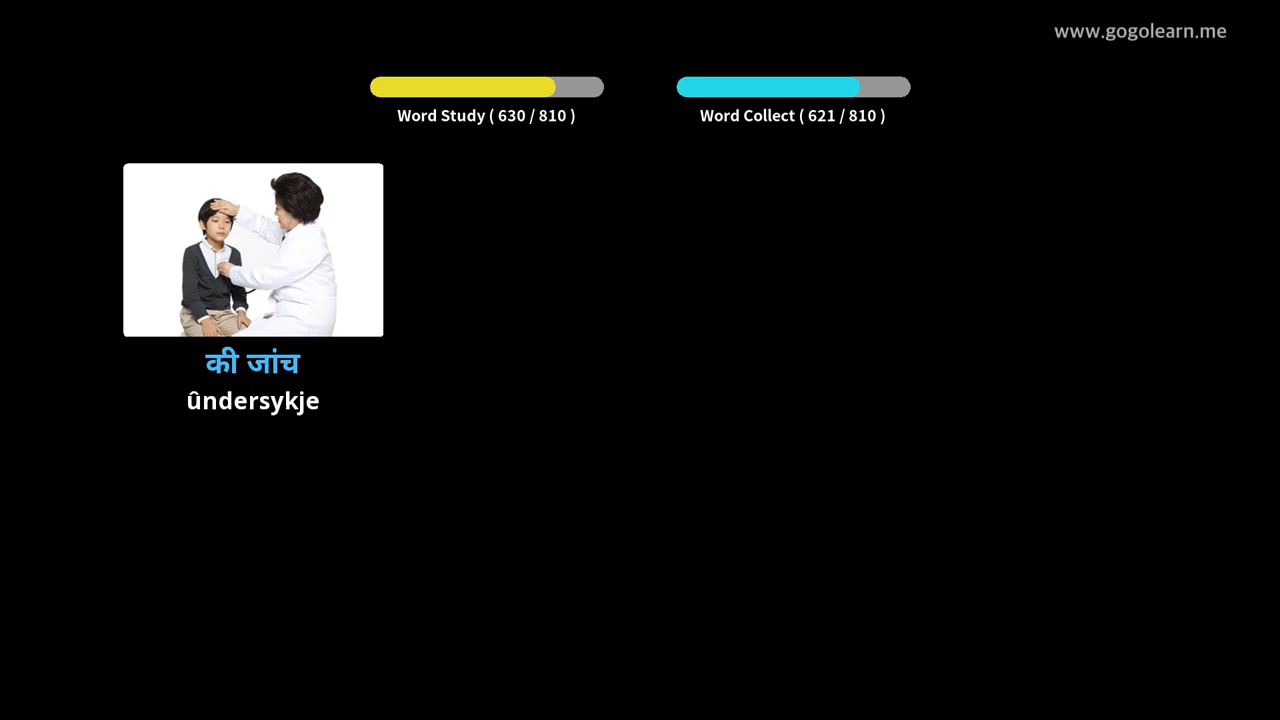 www.gogolearn.me
Word Study ( 630 / 810 )
Word Collect ( 621 / 810 )
की जांच
ûndersykje